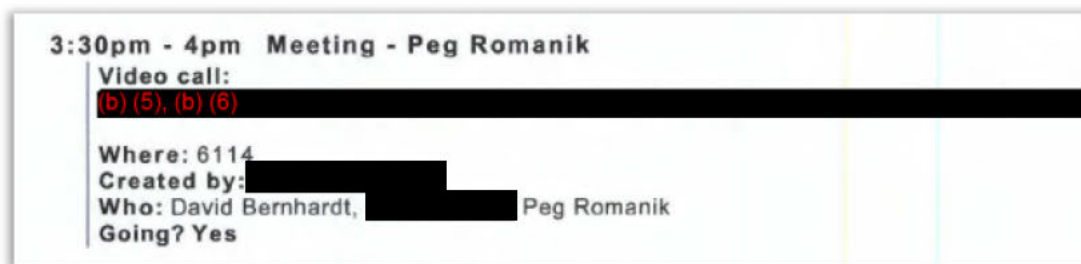 3:30pm - 4pm Meeting - Peg Romanik
Video call:
(b) (5), (b) (6)
Where: 6114
Created by:
Who: David Bernhardt, Peg Romanik
Going? Yes